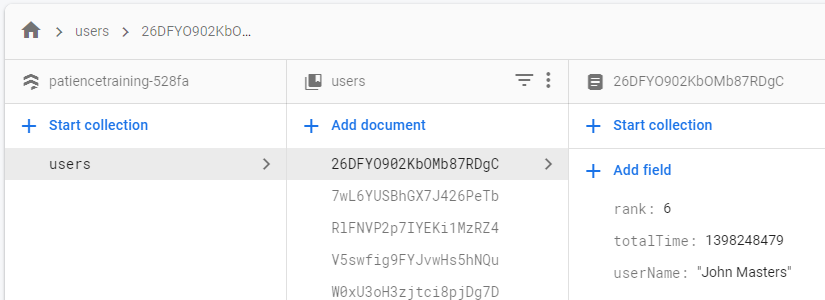 users 26DFYO902KbO…
patiencetraining-528fa
users
26DFYO902KbOMb87RDgC
Start collection
Add document
Start collection
users
26DFYO902KbOMb87RDgC
Add field
7wL6YUSBhGX7J426PeTb
rank: 6
RlFNVP2p7IYEKi1MzRZ4
totalTime: 1398248479
V5swfig9FYJvwHs5hNQu
userName: "John Masters"
W0xU3oH3zjtci8pjDg7D